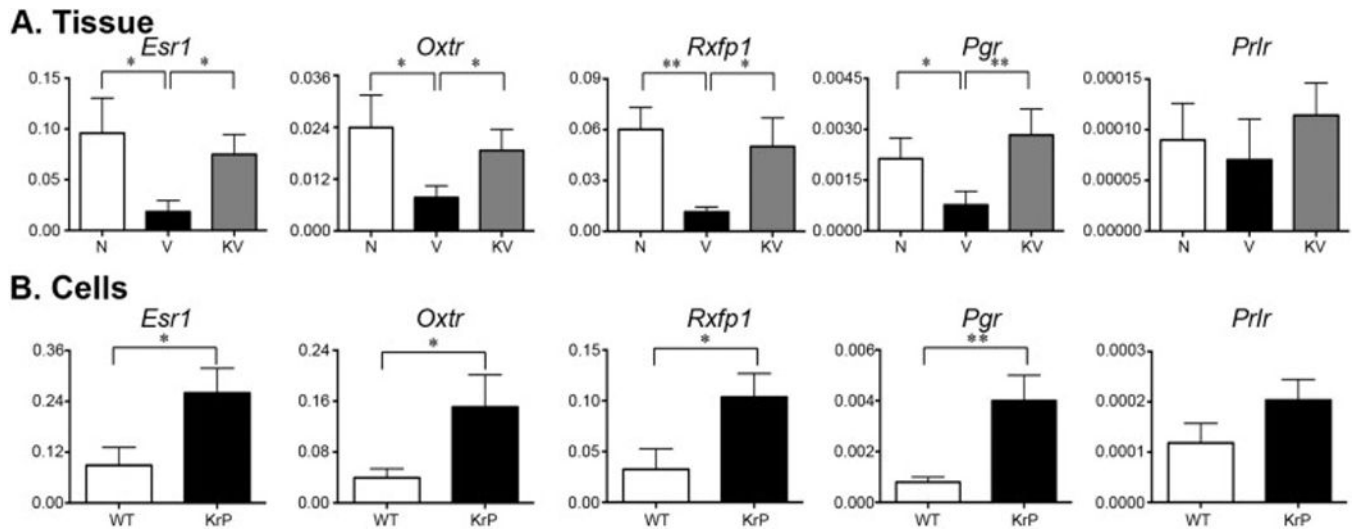 A. Tissue
Esr1 Oxtr Rxfp1 Pgr Prlr
* * * * ** * * **
0.15 0.036 0.09 0.0045 0.00015
0.10 0.024 0.06 0.0030 0.00010
0.05 0.012 0.03 0.0015 0.00005
0.00 0.000 0.00 0.0000 0.00000
N V KV N V KV N V KV N V KV N V KV
B. Cells
Esr1 Oxtr Rxfp1 Pgr Prlr
* * * **
0.36 0.24 0.15 0.006 0.0003
0.24 0.16 0.10 0.004 0.0002
0.12 0.08 0.05 0.002 0.0001
0.00 0.00 0.00 0.000 0.0000
WT KrP WT KrP WT KrP WT KrP WT KrP